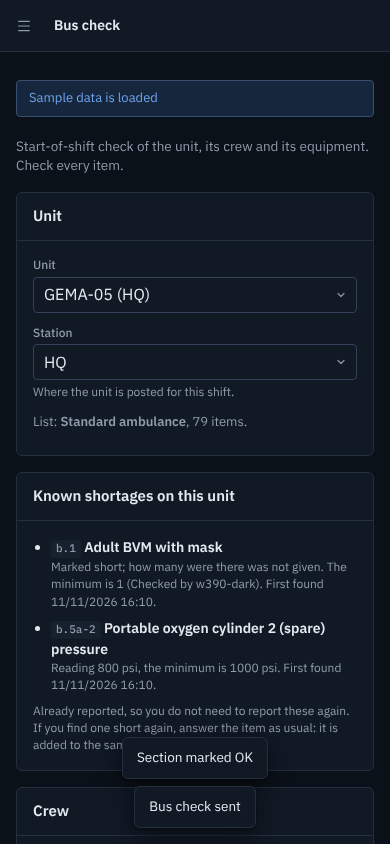 Bus check
Sample data is loaded
Start-of-shift check of the unit, its crew and its equipment.
Check every item.
Unit
Unit
GEMA-05 (HQ)
Station
HQ
Where the unit is posted for this shift.
List: Standard ambulance, 79 items.
Known shortages on this unit
b.1 Adult BVM with mask
Marked short; how many were there was not given. The
minimum is 1 (Checked by w390-dark). First found
11/11/2026 16:10.
b.5a-2 Portable oxygen cylinder 2 (spare)
pressure
Reading 800 psi, the minimum is 1000 psi. First found
11/11/2026 16:10.
Already reported, so you do not need to report these again.
If you find one short again, answer the item as usual: it is
added to the
Section marked OK
Bus check sent
Crew